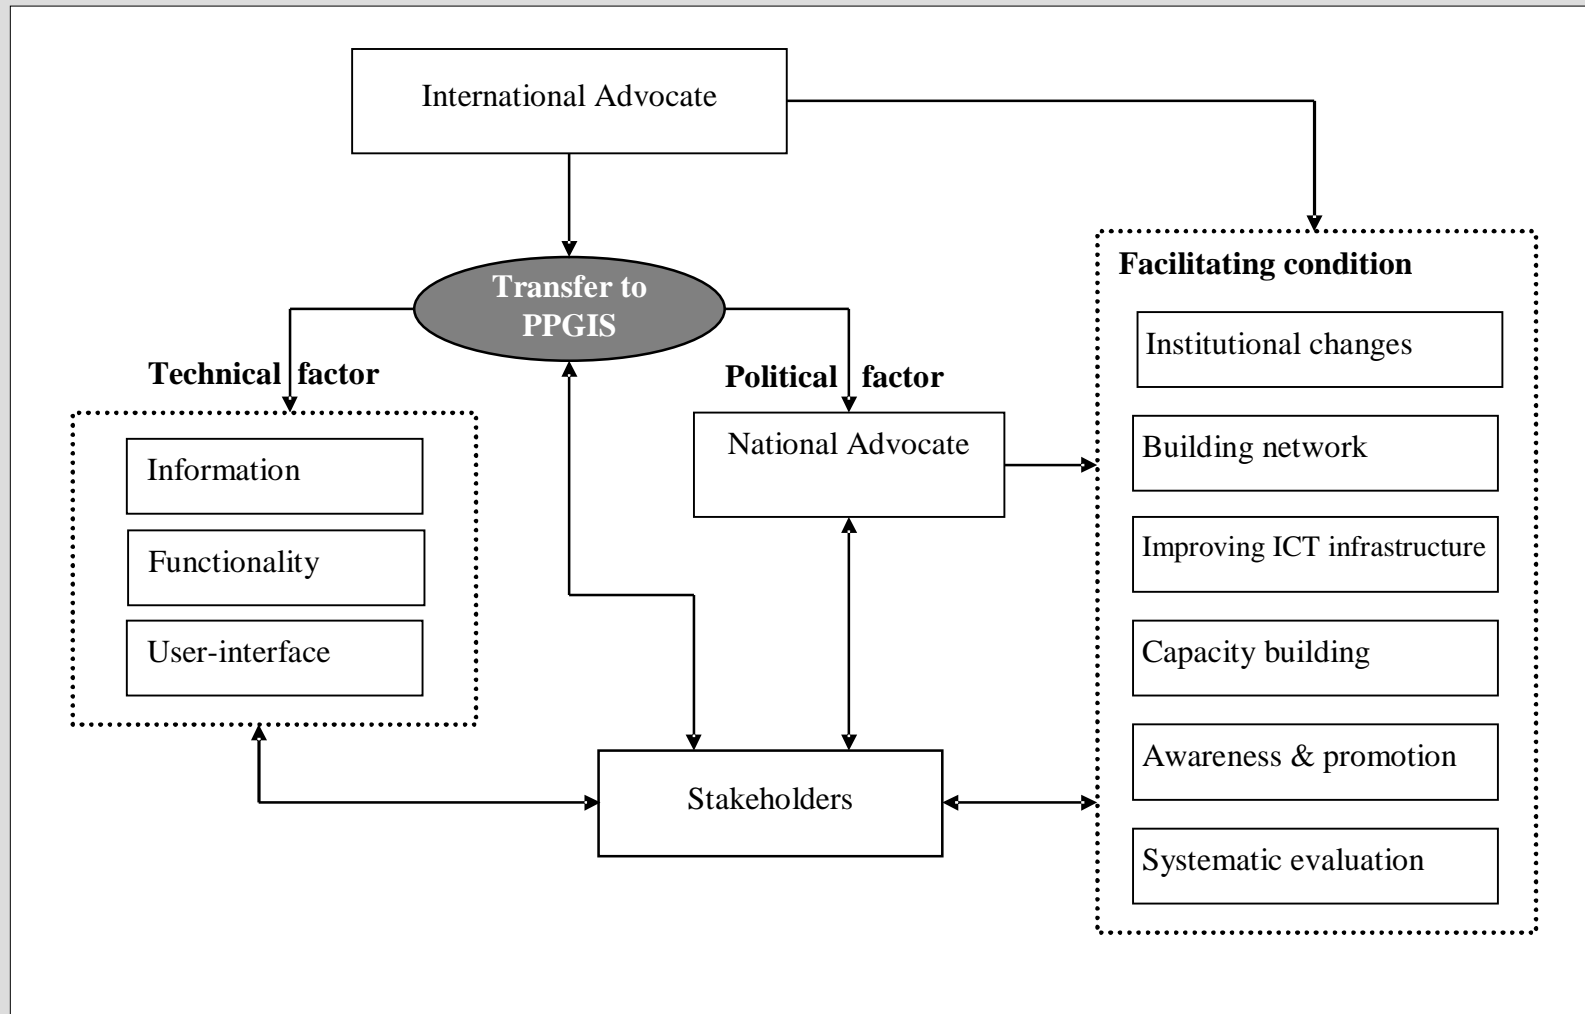 International Advocate
Transfer to
PPGIS
Technical factor
Information
Functionality
User-interface
Political factor
National Advocate
Stakeholders
Facilitating condition
Institutional changes
Building network
Improving ICT infrastructure
Capacity building
Awareness & promotion
Systematic evaluation